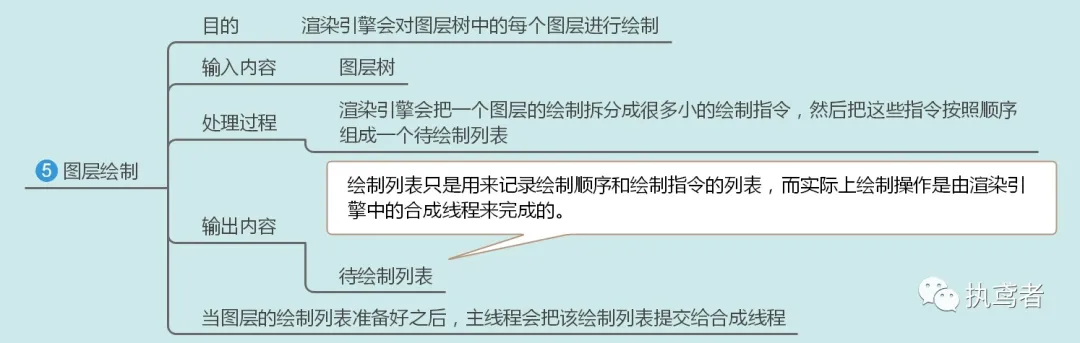 目的
渲染引擎会对图层树中的每个图层进行绘制
输入内容
图层树
处理过程
渲染引擎会把一个图层的绘制拆分成很多小的绘制指令，然后把这些指令按照顺序
组成一个待绘制列表
5 图层绘制
绘制列表只是用来记录绘制顺序和绘制指令的列表，而实际上绘制操作是由渲染引
擎中的合成线程来完成的。
输出内容
待绘制列表
执鸢者
当图层的绘制列表准备好之后，主线程会把该绘制列表提交给合成线程